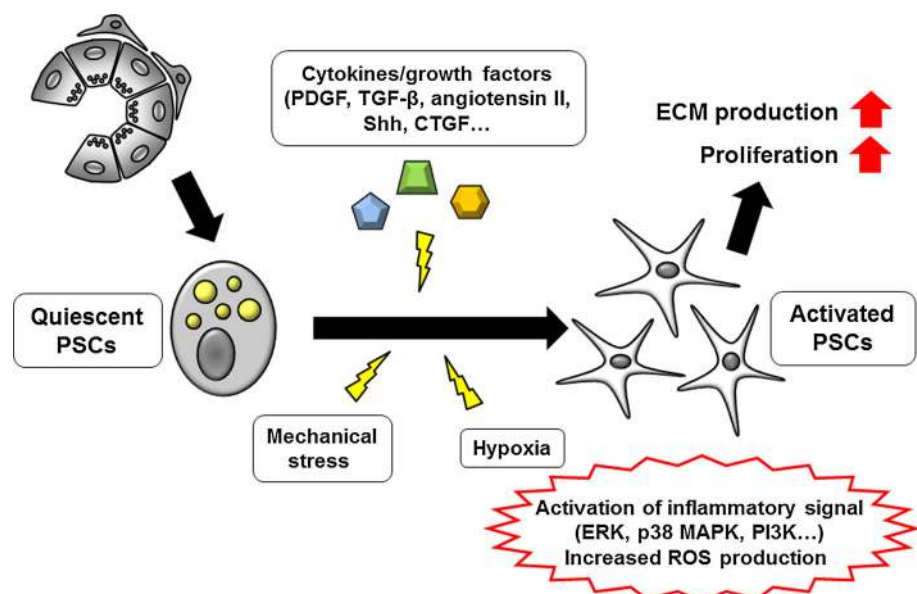 Cytokines/growth factors
(PDGF, TGF-β, angiotensin II,
Shh, CTGF…
ECM production
Proliferation
Quiescent
PSCs
Activated
PSCs
Mechanical
stress
Hypoxia
Activation of inflammatory signal
(ERK, p38 MAPK, PI3K…)
Increased ROS production